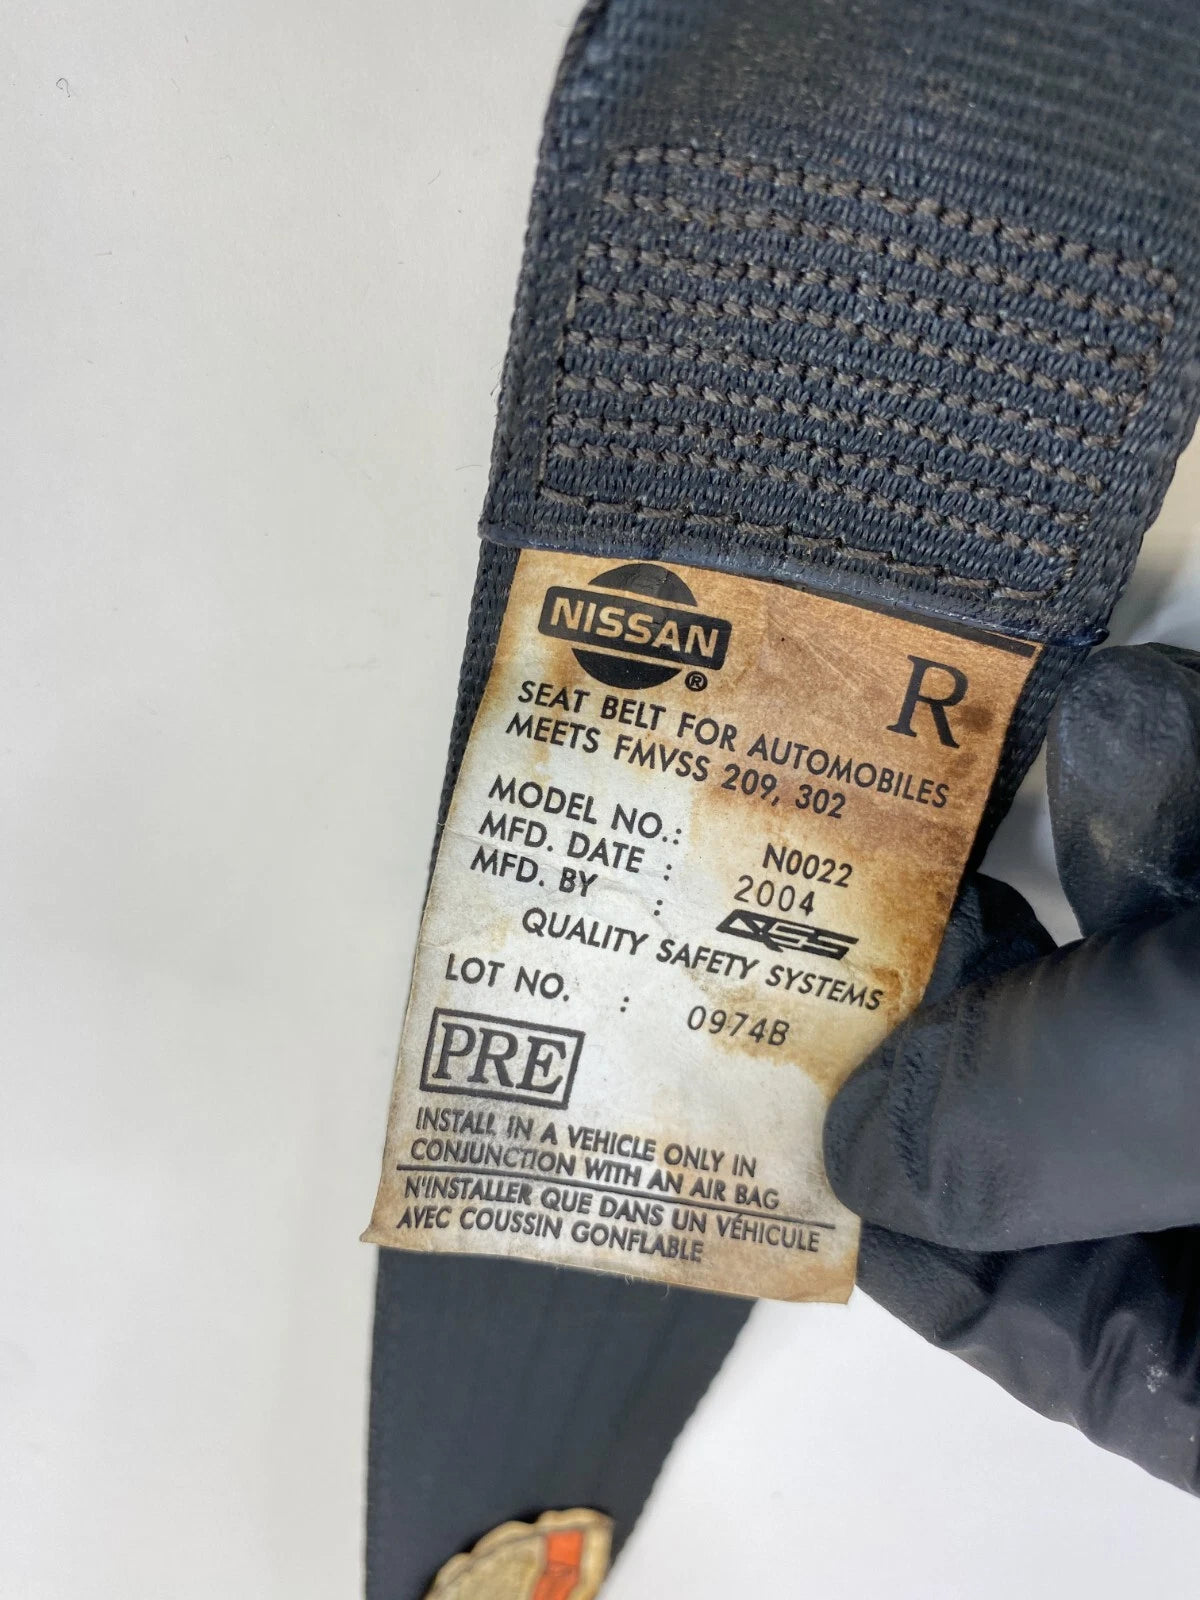 NISSAN
®
R
SEAT BELT FOR AUTOMOBILES
MEETS FMVSS 209, 302
MODEL NO.: N0022
MFD. DATE : 2004
MFD. BY : QSS
QUALITY SAFETY SYSTEMS
LOT NO. : 0974B
PRE
INSTALL IN A VEHICLE ONLY IN
CONJUNCTION WITH AN AIR BAG
N'INSTALLER QUE DANS UN VÉHICULE
AVEC COUSSIN GONFLABLE